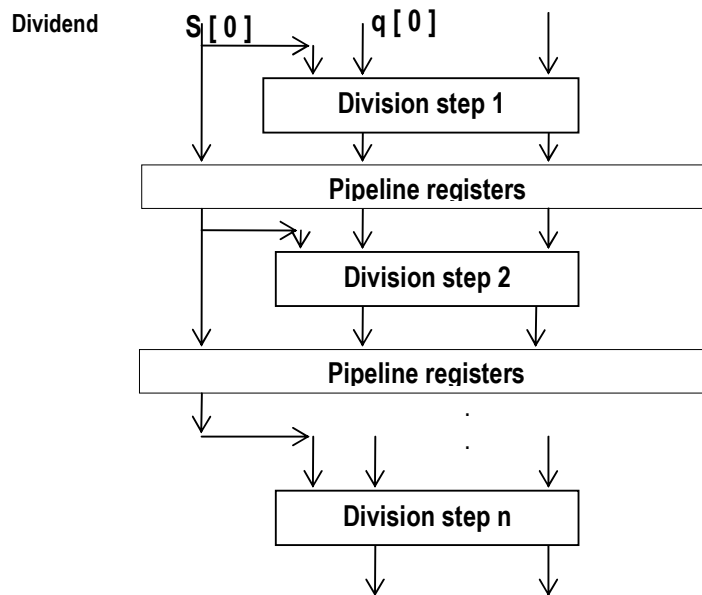 Dividend S [ 0 ] q [ 0 ]
Division step 1
Pipeline registers
Division step 2
Pipeline registers
.
.
Division step n